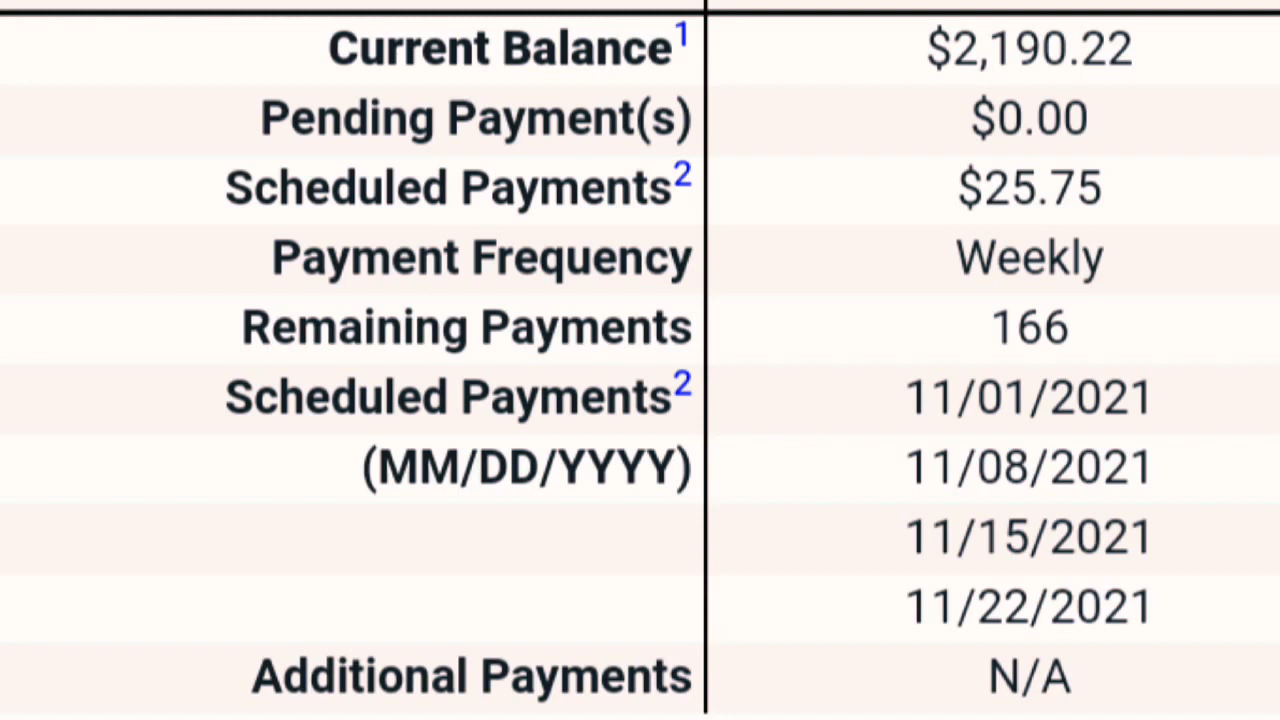 Current Balance1 $2,190.22
Pending Payment(s) $0.00
Scheduled Payments2 $25.75
Payment Frequency Weekly
Remaining Payments 166
Scheduled Payments2 11/01/2021
(MM/DD/YYYY) 11/08/2021
11/15/2021
11/22/2021
Additional Payments N/A